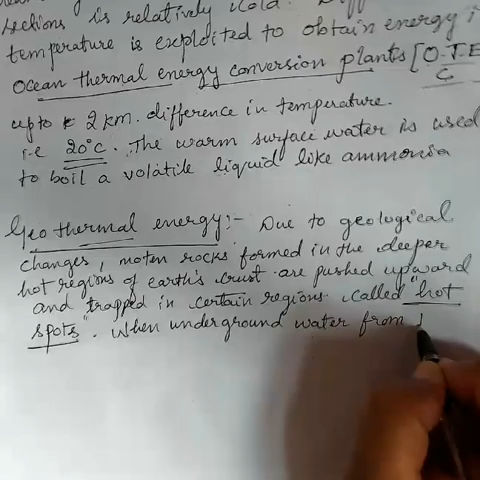 sections is relatively cold. Diff
temperature is exploited to obtain energy i
Ocean thermal energy conversion plants [O.T.E
C
upto 2 km. difference in temperature.
i.e 20°C. The warm surface water is used
to boil a volatile liquid like ammonia
Geothermal energy:- Due to geological
changes, moten rocks formed in the deeper
hot regions of earth's crust are pushed upward
and trapped in certain regions called "hot
spots". When underground water from